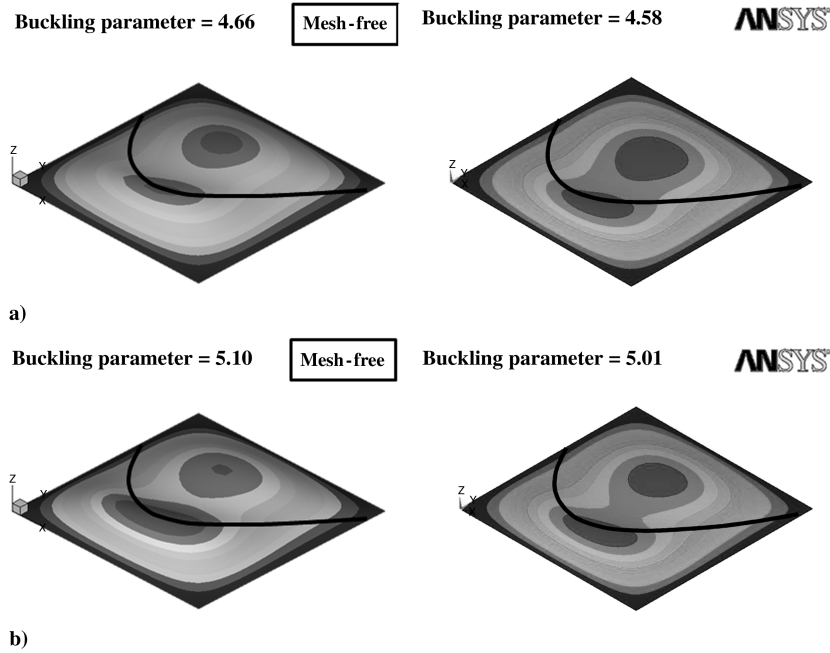 Buckling parameter = 4.66
Mesh-free
Buckling parameter = 4.58
ANSYS
Z
Y
X
Z
Y
X
a)
Buckling parameter = 5.10
Mesh-free
Buckling parameter = 5.01
ANSYS
Z
Y
X
Z
Y
X
b)